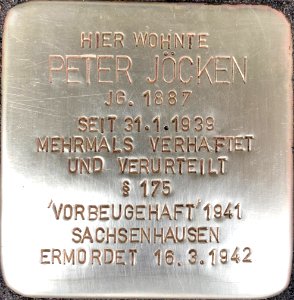 HIER WOHNTE
PETER JÖCKEN
JG. 1887
SEIT 31.1.1939
MEHRMALS VERHAFTET
UND VERURTEILT
§ 175
'VORBEUGEHAFT' 1941
SACHSENHAUSEN
ERMORDET 16.3.1942